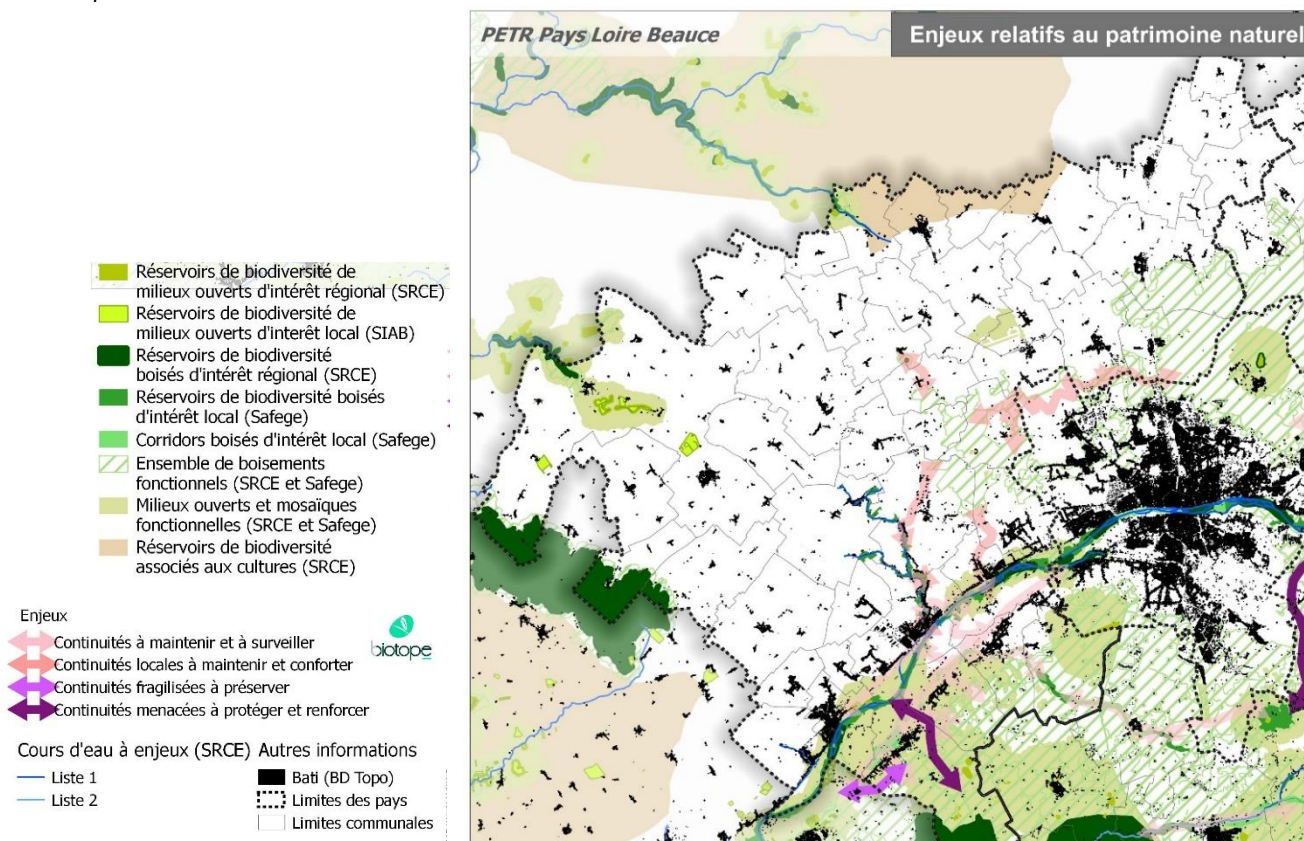 PETR Pays Loire Beauce
Enjeux relatifs au patrimoine naturel
Réservoirs de biodiversité de
milieux ouverts d'intérêt régional (SRCE)
Réservoirs de biodiversité de
milieux ouverts d'interêt local (SIAB)
Réservoirs de biodiversité
boisés d'intérêt régional (SRCE)
Réservoirs de biodiversité boisés
d'intérêt local (Safege)
Corridors boisés d'intérêt local (Safege)
Ensemble de boisements
fonctionnels (SRCE et Safege)
Milieux ouverts et mosaïques
fonctionnelles (SRCE et Safege)
Réservoirs de biodiversité
associés aux cultures (SRCE)
Enjeux
Continuités à maintenir et à surveiller
Continuités locales à maintenir et conforter
Continuités fragilisées à préserver
Continuités menacées à protéger et renforcer
biotope
Cours d'eau à enjeu (SRCE)
Liste 1
Liste 2
Autres informations
Bati (BD Topo)
Limites des pays
Limites communales